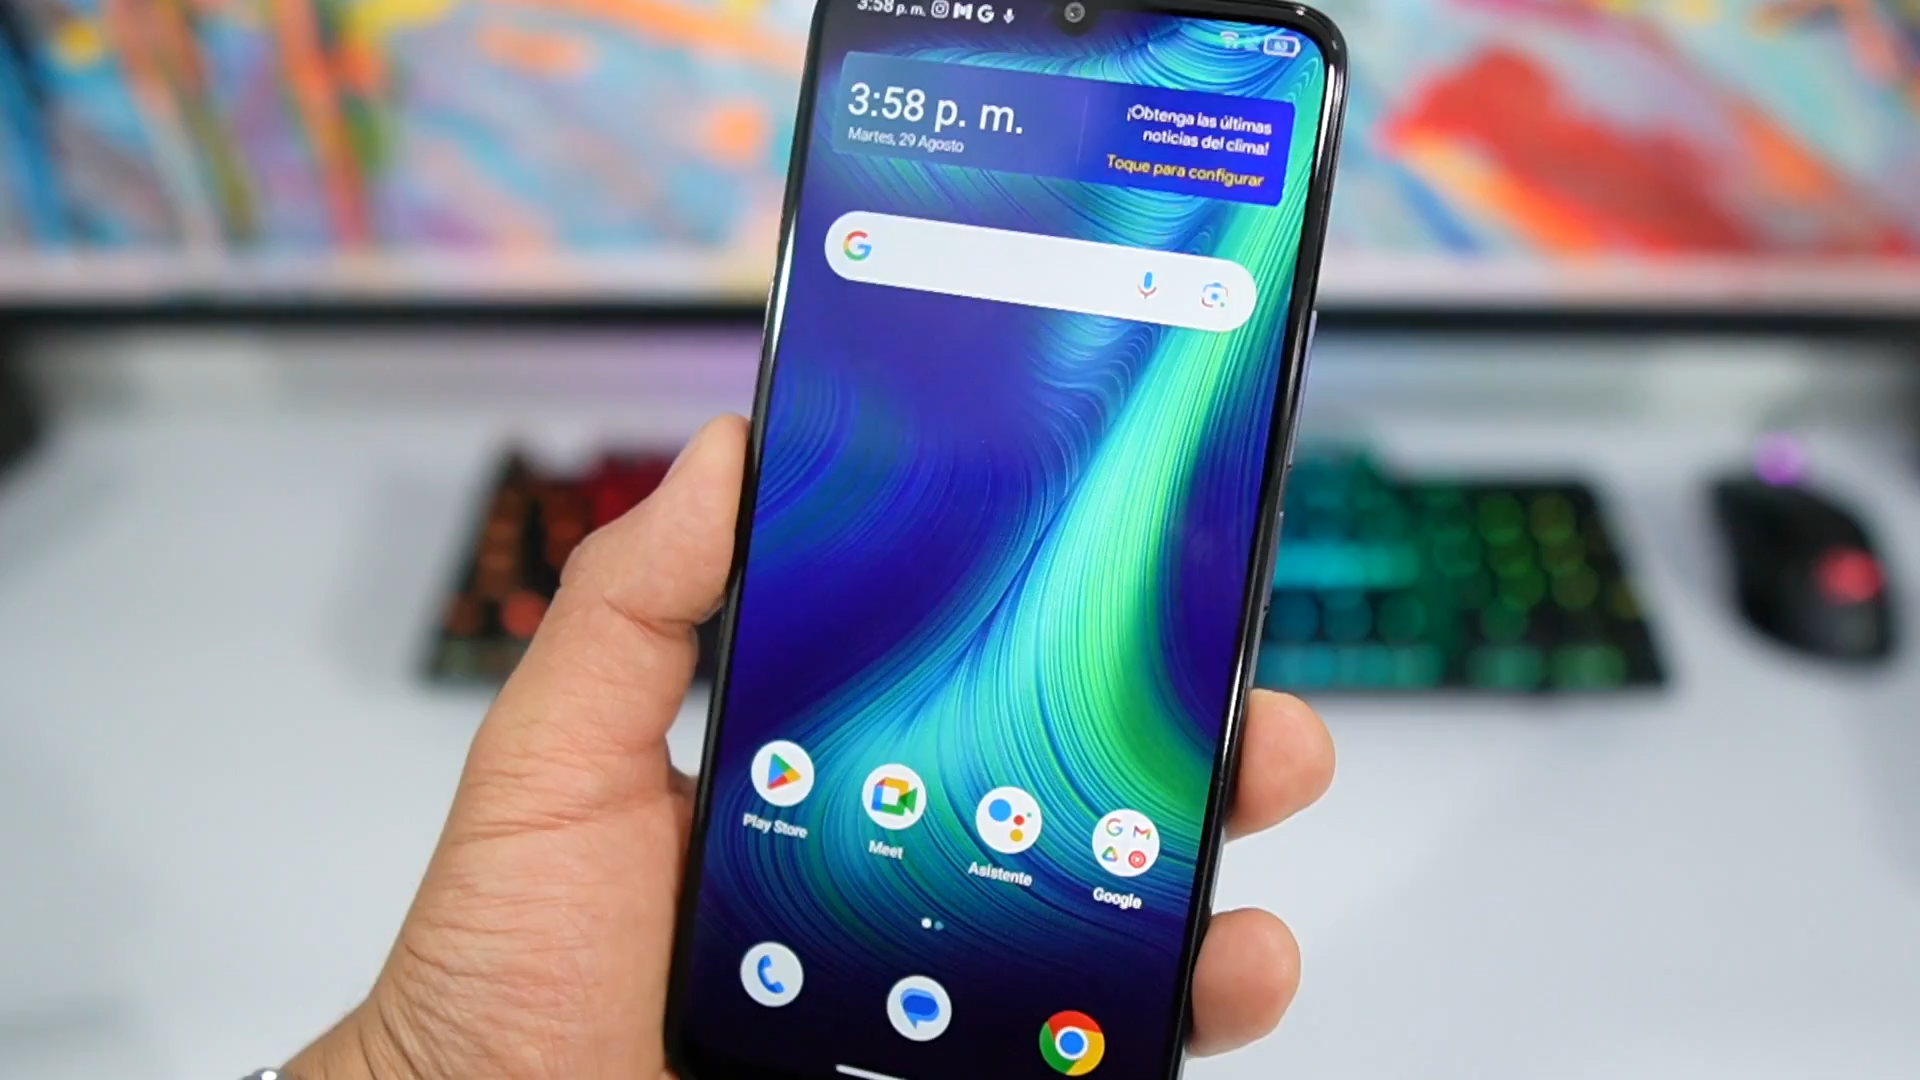 3:58 p. m.
63
3:58 p. m.
Martes, 29 Agosto
¡Obtenga las últimas
noticias del clima!
Toque para configurar
Play Store
Meet
Asistente
Google